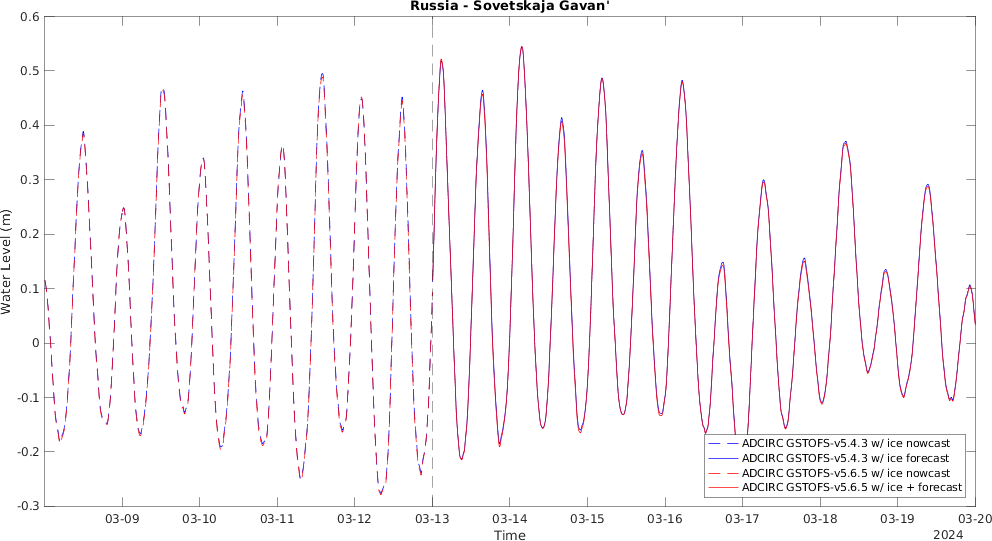 Russia - Sovetskaja Gavan'
0.6
0.5
0.4
0.3
0.2
0.1
0
-0.1
-0.2
-0.3
Water Level (m)
ADCIRC GSTOFS-v5.4.3 w/ ice nowcast
ADCIRC GSTOFS-v5.4.3 w/ ice forecast
ADCIRC GSTOFS-v5.6.5 w/ ice nowcast
ADCIRC GSTOFS-v5.6.5 w/ ice + forecast
03-09 03-10 03-11 03-12 03-13 03-14 03-15 03-16 03-17 03-18 03-19 03-20
Time
2024